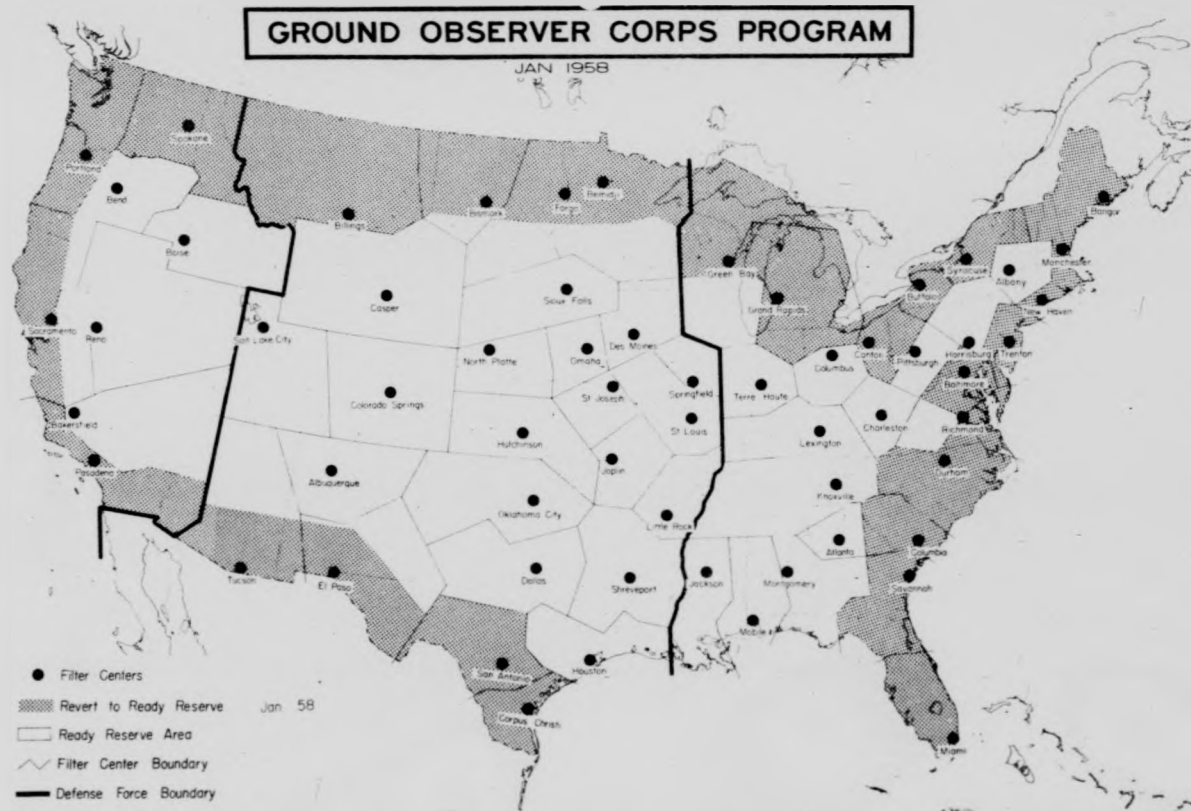 GROUND OBSERVER CORPS PROGRAM
JAN 1958
Spokane
Portland
Bend
Boise
Billings
Bismark
Fargo
Bemidji
Green Bay
Grand Rapids
Bangor
Manchester
Syracuse
Albany
Buffalo
New Haven
Sacramento
Reno
Salt Lake City
Casper
Sioux Falls
North Platte
Omaha
Des Moines
Canton
Pittsburgh
Columbus
Harrisburg
Trenton
Baltimore
Colorado Springs
St Joseph
Springfield
Terre Haute
Bakersfield
St Louis
Hutchinson
Lexington
Charleston
Richmond
Pasadena
Albuquerque
Joplin
Durham
Knoxville
Oklahoma City
Little Rock
Atlanta
Columbia
Tucson
El Paso
Dallas
Shreveport
Jackson
Montgomery
Savannah
Mobile
San Antonio
Houston
Corpus Christi
Miami
Filter Centers
Revert to Ready Reserve Jan 58
Ready Reserve Area
Filter Center Boundary
Defense Force Boundary